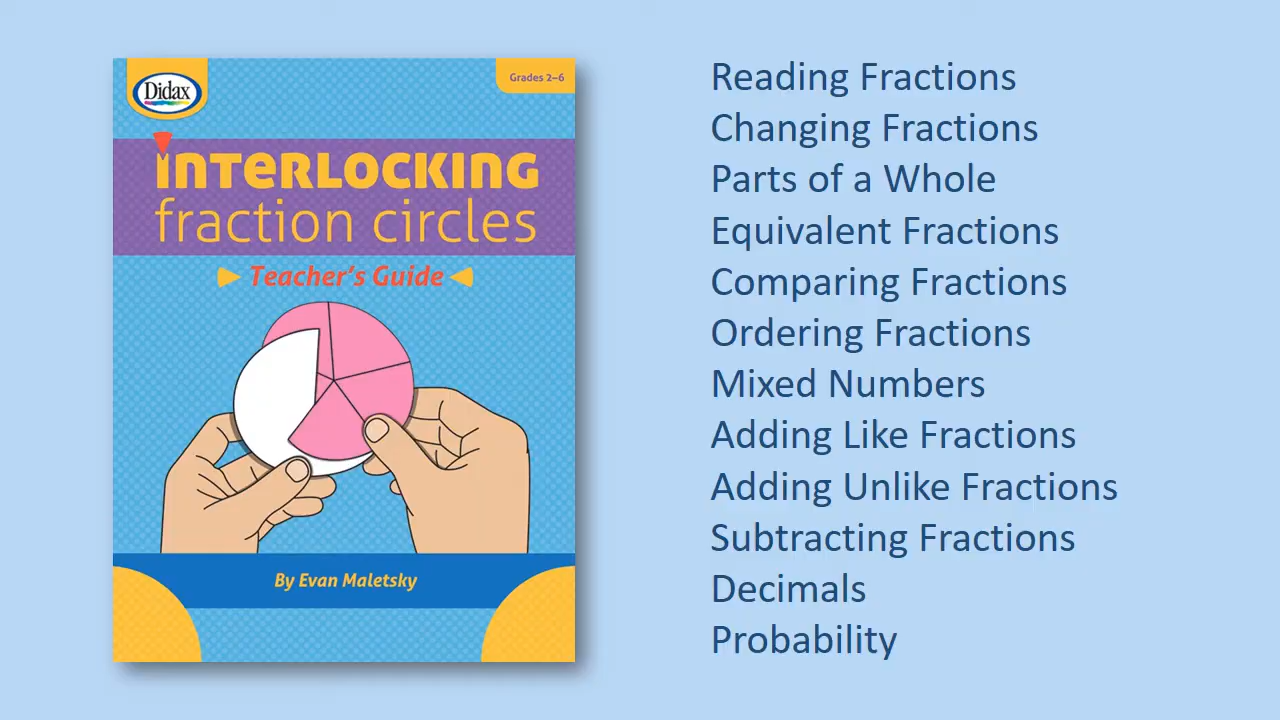 Didax
Grades 2–6
interlocking
fraction circles
Teacher's Guide
By Evan Maletsky
Reading Fractions
Changing Fractions
Parts of a Whole
Equivalent Fractions
Comparing Fractions
Ordering Fractions
Mixed Numbers
Adding Like Fractions
Adding Unlike Fractions
Subtracting Fractions
Decimals
Probability